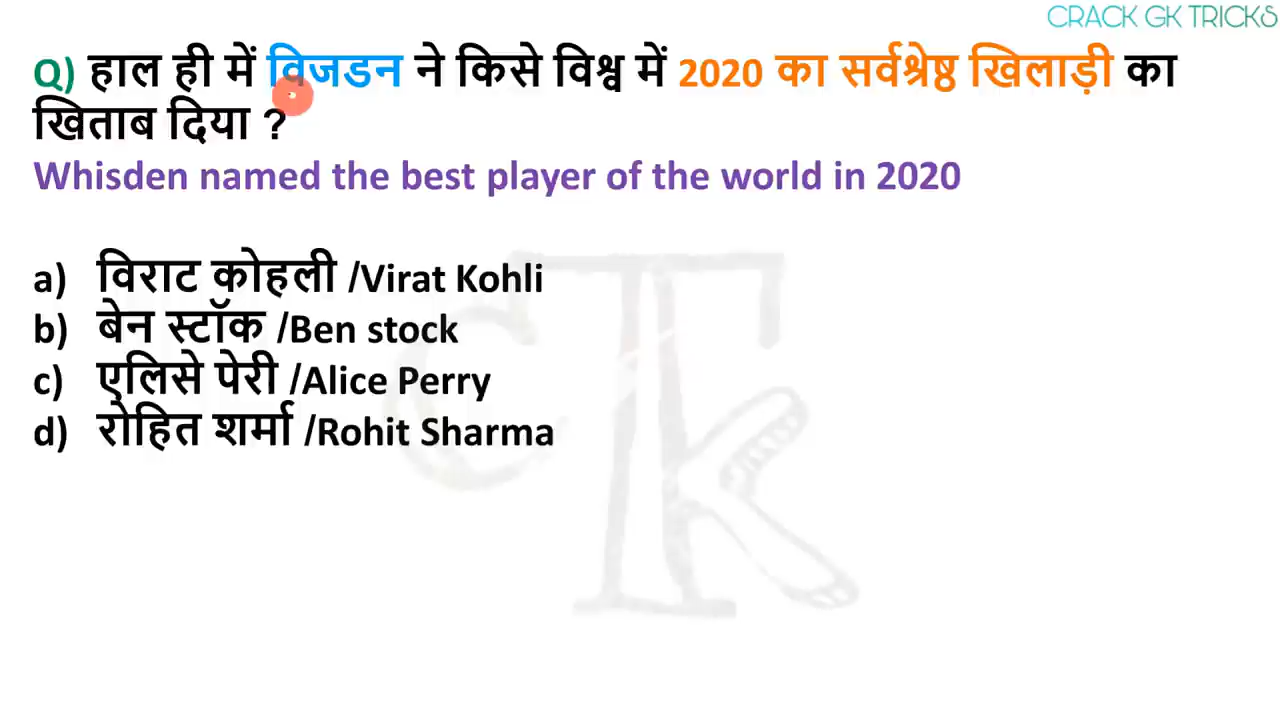 CRACK GK TRICKS
Q) हाल ही में विजडन ने किसे विश्व में 2020 का सर्वश्रेष्ठ खिलाड़ी का
खिताब दिया ?
Whisden named the best player of the world in 2020
a) विराट कोहली /Virat Kohli
b) बेन स्टॉक /Ben stock
c) एलिसे पेरी /Alice Perry
d) रोहित शर्मा /Rohit Sharma
CTk